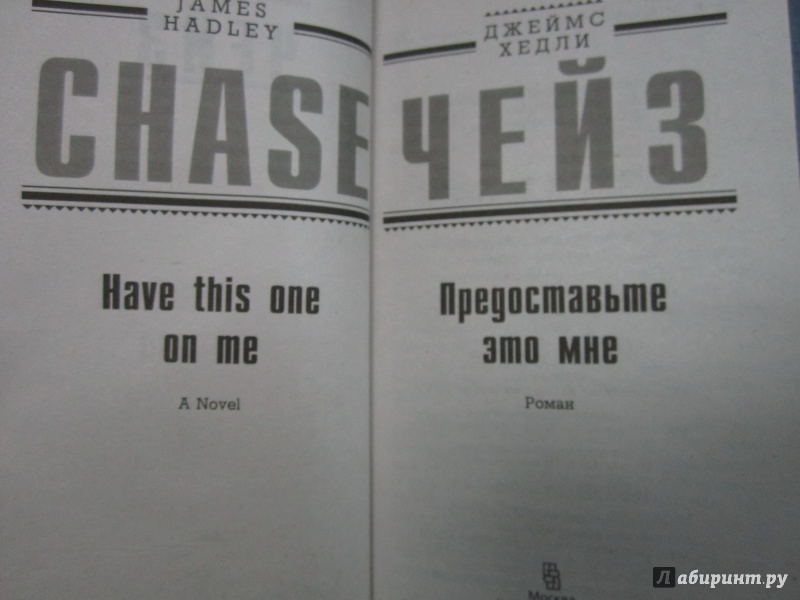 JAMES
HADLEY
CHASE
Have this one
on me
A Novel
ДЖЕЙМС
ХЕДЛИ
ЧЕЙЗ
Предоставьте
это мне
Роман
Москва
Лабиринт.ру